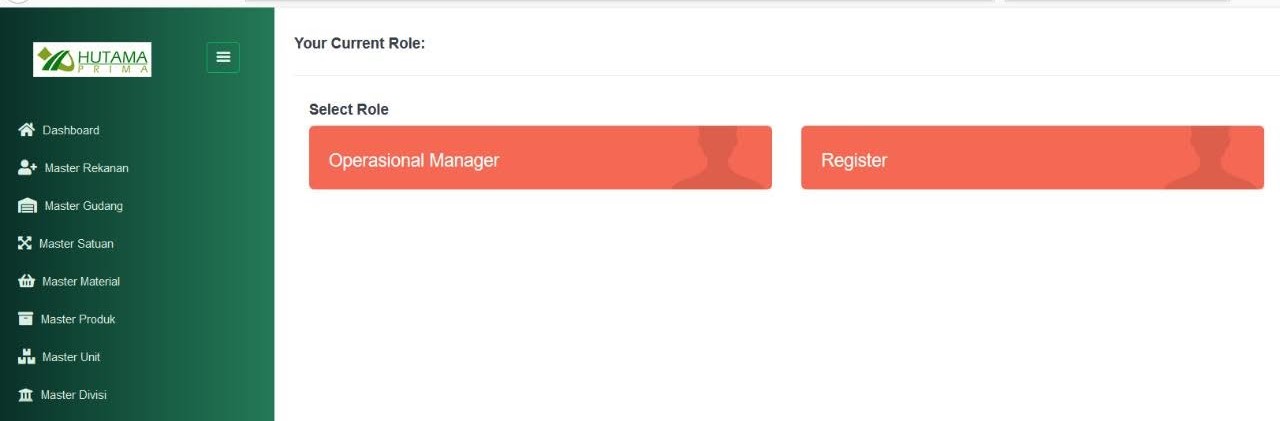 HUTAMA
PRIMA
Your Current Role:
Select Role
Operasional Manager
Register
Dashboard
Master Rekanan
Master Gudang
Master Satuan
Master Material
Master Produk
Master Unit
Master Divisi